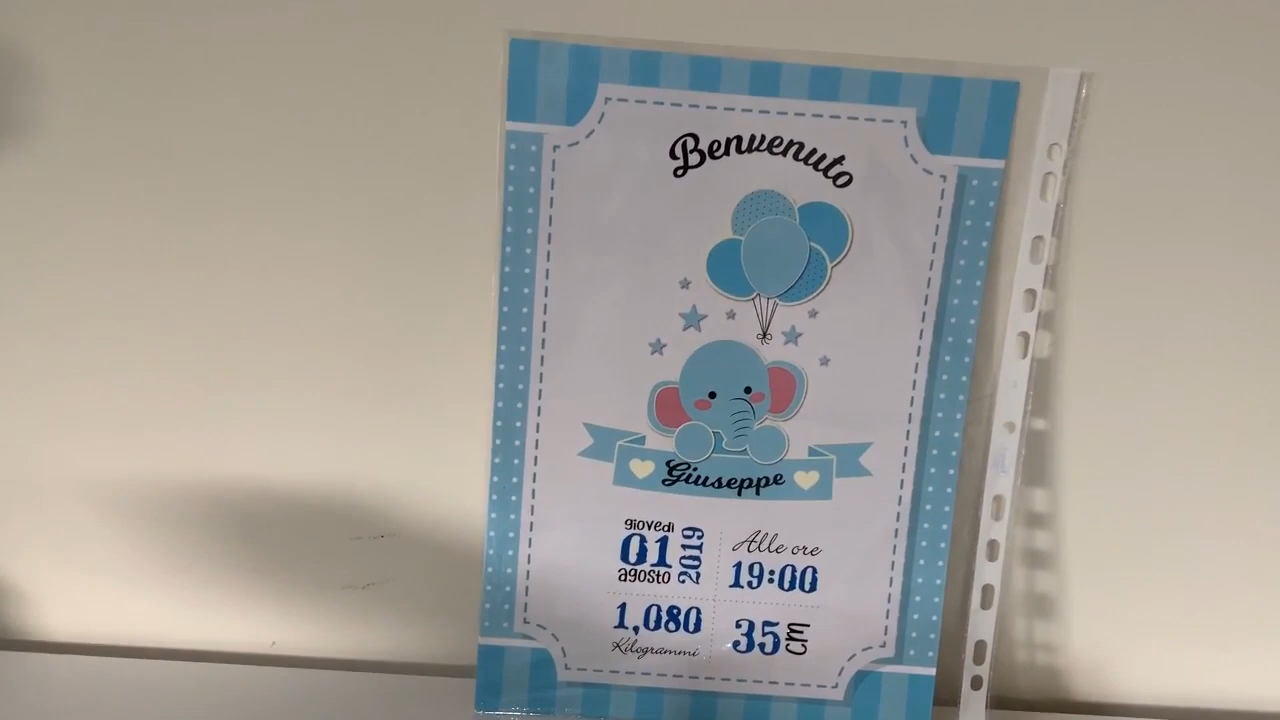 Benvenuto
Giuseppe
giovedì
01
agosto
2019
Alle ore
19:00
1,080
Kilogrammi
35 cm